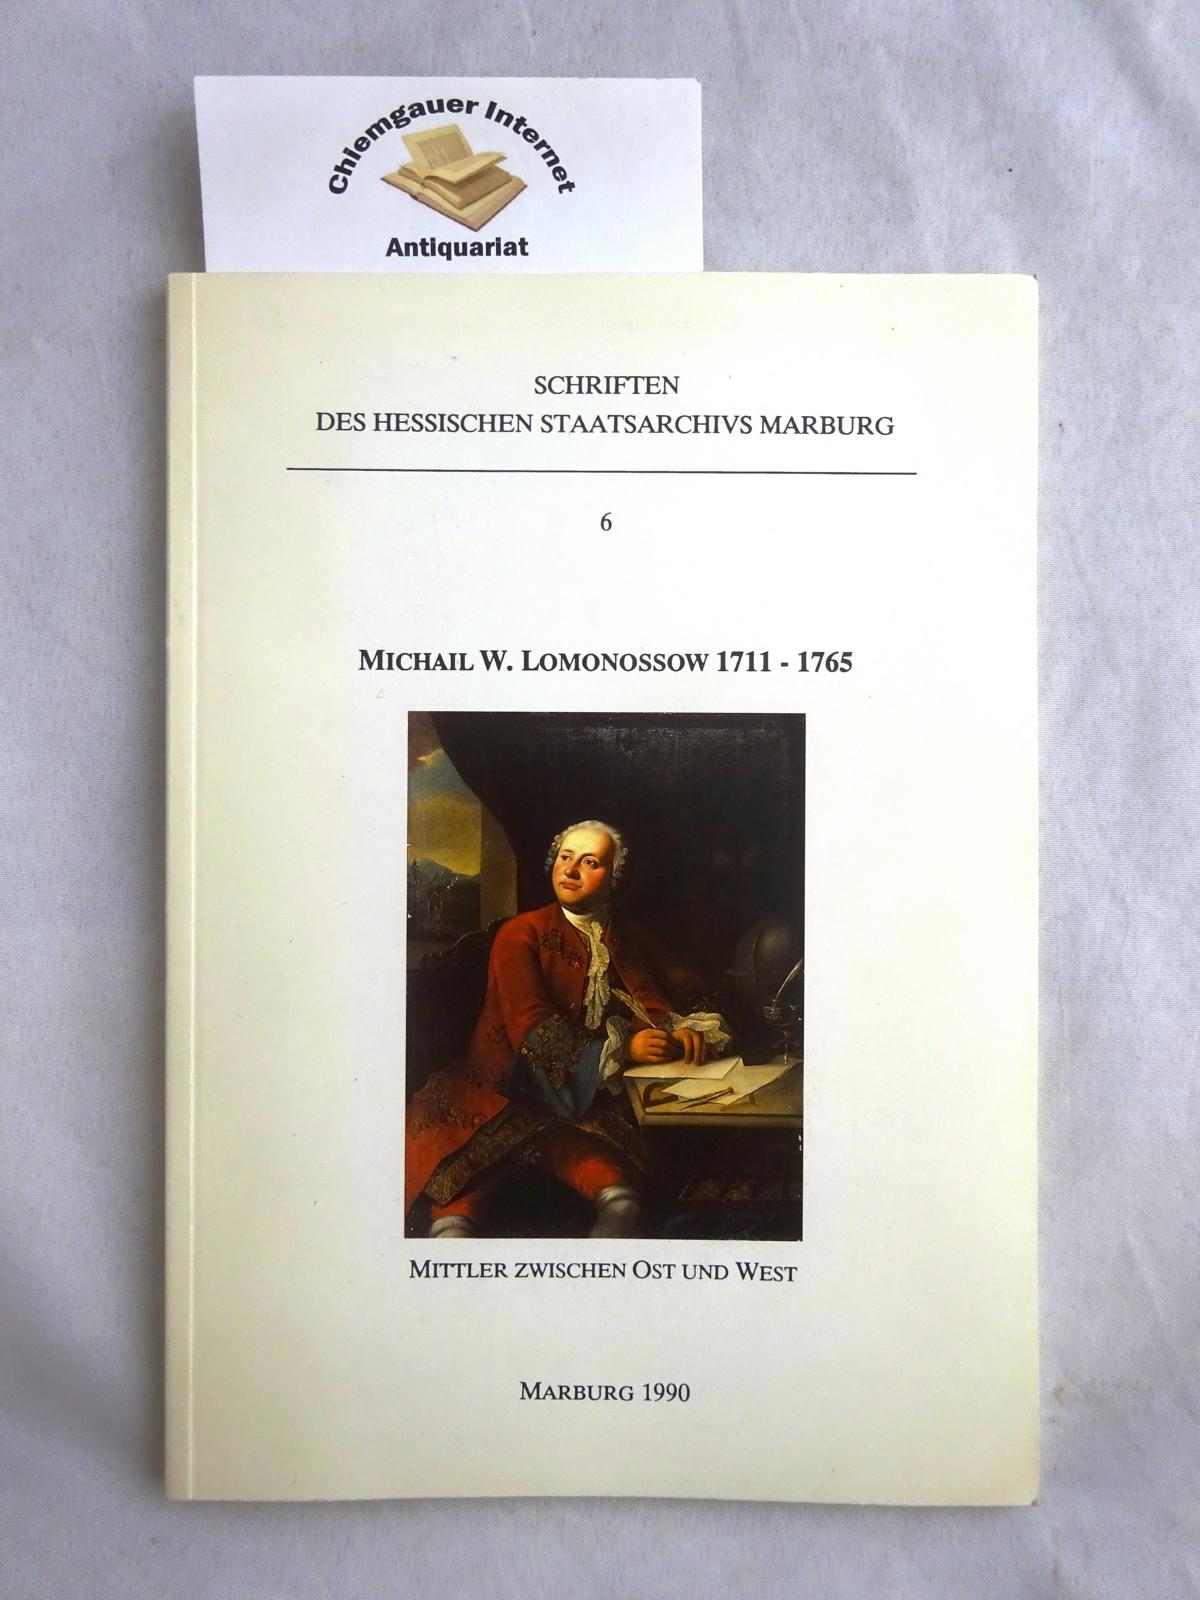 Chiemgauer Internet
Antiquariat
SCHRIFTEN
DES HESSISCHEN STAATSARCHIVS MARBURG
6
MICHAIL W. LOMONOSSOW 1711 - 1765
MITTLER ZWISCHEN OST UND WEST
MARBURG 1990